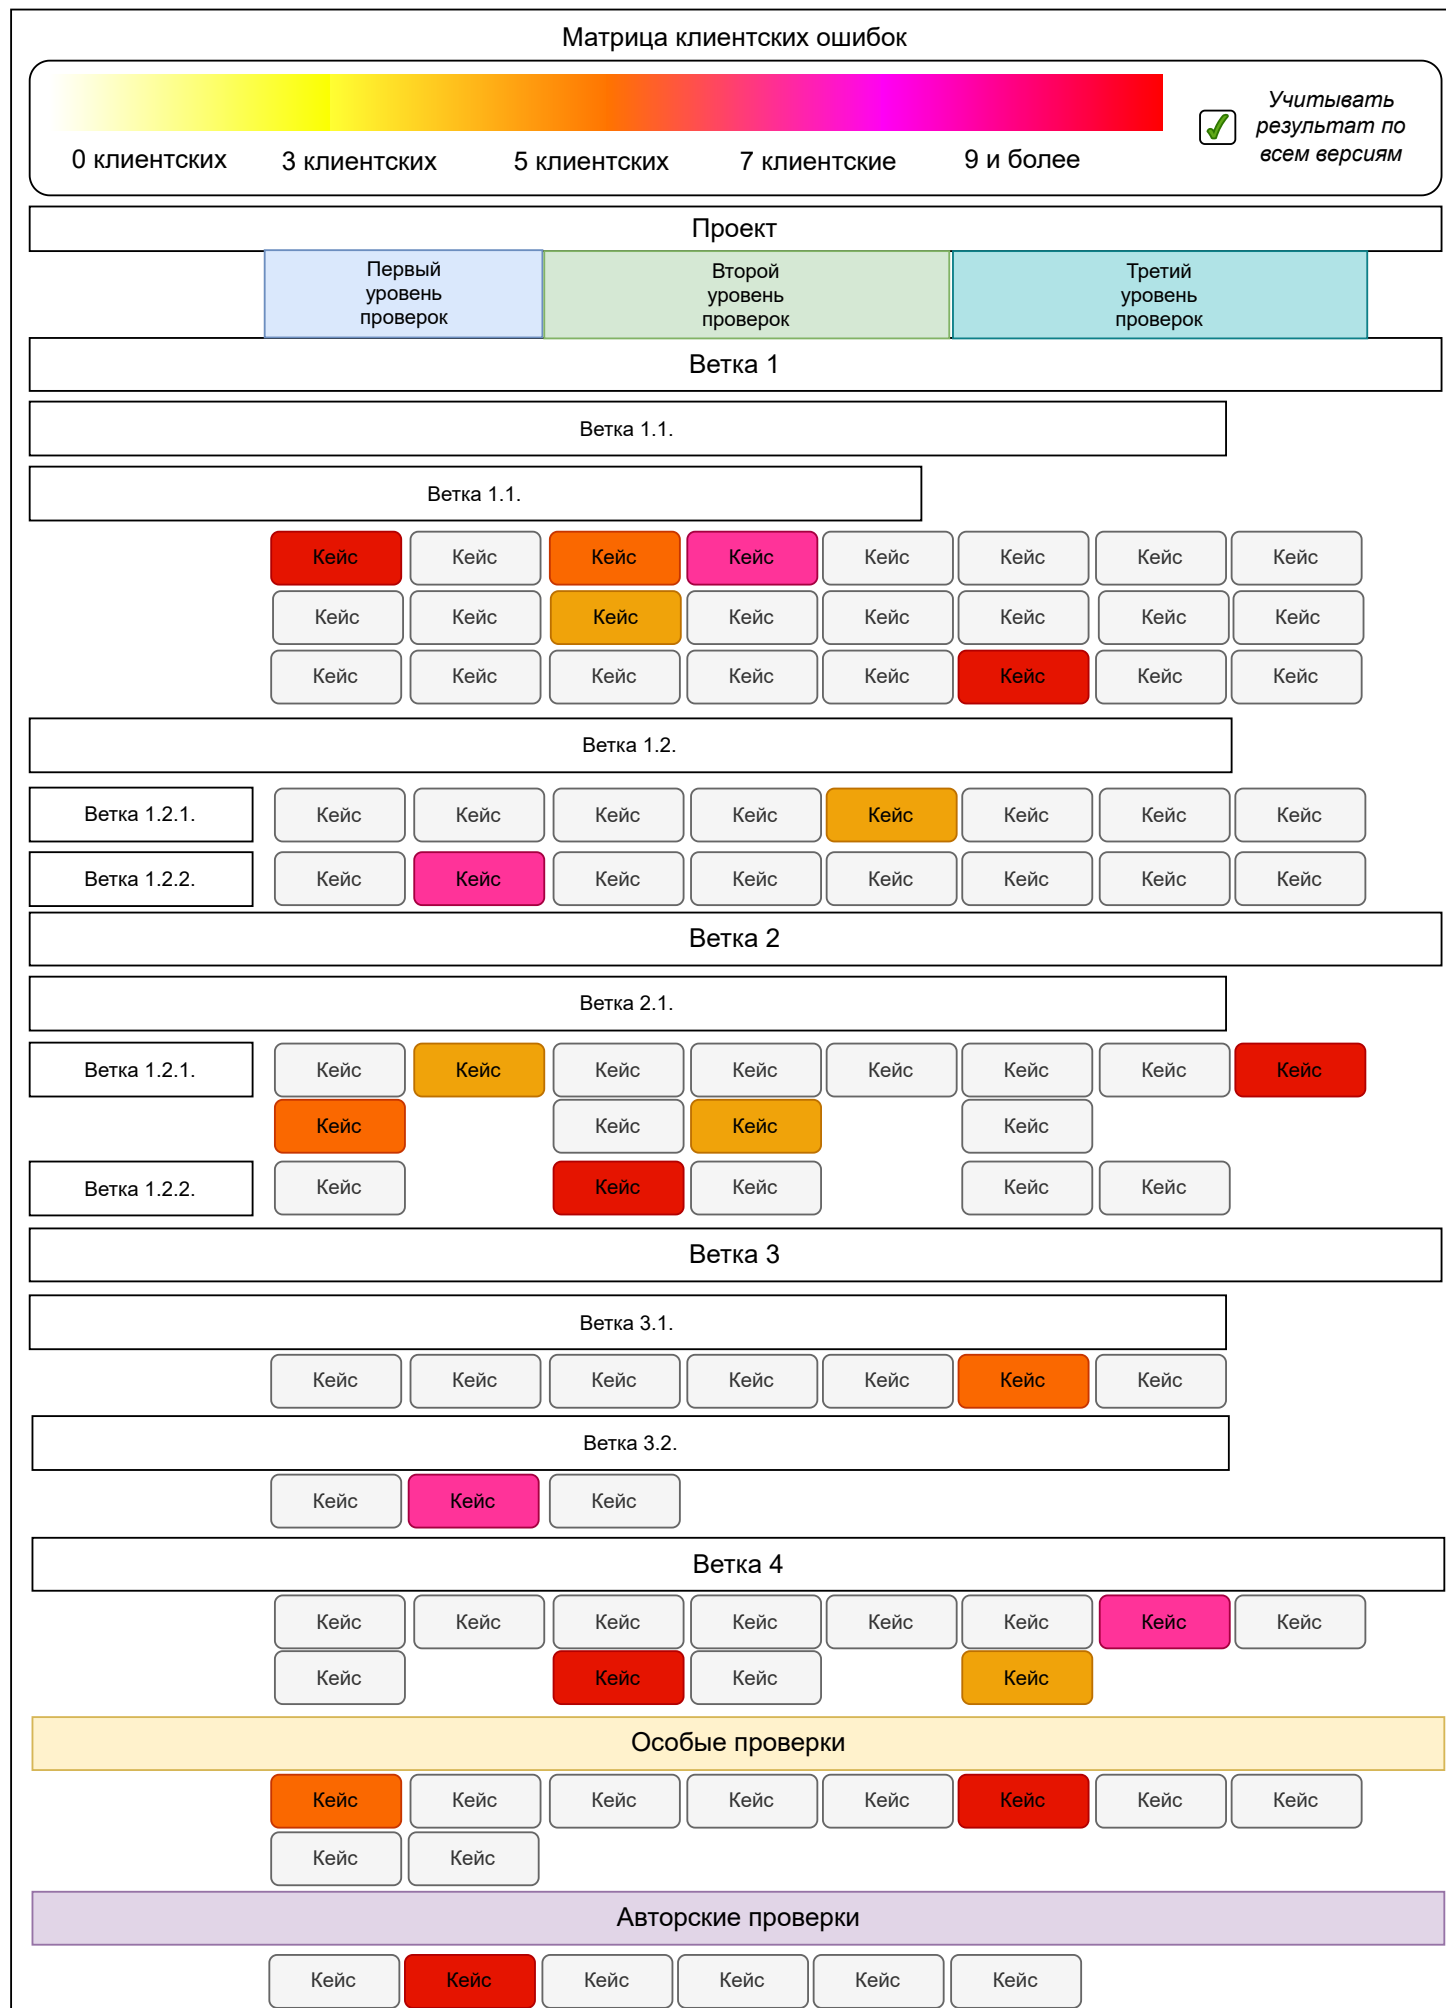 Матрица клиентских ошибок
0 клиентских 3 клиентских 5 клиентских 7 клиентские 9 и более
Учитывать
результат по
всем версиям
Проект
Первый
уровень
проверок
Второй
уровень
проверок
Третий
уровень
проверок
Ветка 1
Ветка 1.1.
Ветка 1.1.
Кейс Кейс Кейс Кейс Кейс Кейс Кейс Кейс
Кейс Кейс Кейс Кейс Кейс Кейс Кейс Кейс
Кейс Кейс Кейс Кейс Кейс Кейс Кейс Кейс
Ветка 1.2.
Ветка 1.2.1. Кейс Кейс Кейс Кейс Кейс Кейс Кейс Кейс
Ветка 1.2.2. Кейс Кейс Кейс Кейс Кейс Кейс Кейс Кейс
Ветка 2
Ветка 2.1.
Ветка 1.2.1. Кейс Кейс Кейс Кейс Кейс Кейс Кейс Кейс
Кейс Кейс Кейс Кейс
Ветка 1.2.2. Кейс Кейс Кейс Кейс Кейс
Ветка 3
Ветка 3.1.
Кейс Кейс Кейс Кейс Кейс Кейс Кейс
Ветка 3.2.
Кейс Кейс Кейс
Ветка 4
Кейс Кейс Кейс Кейс Кейс Кейс Кейс Кейс
Кейс Кейс Кейс Кейс
Особые проверки
Кейс Кейс Кейс Кейс Кейс Кейс Кейс Кейс
Кейс Кейс
Авторские проверки
Кейс Кейс Кейс Кейс Кейс Кейс